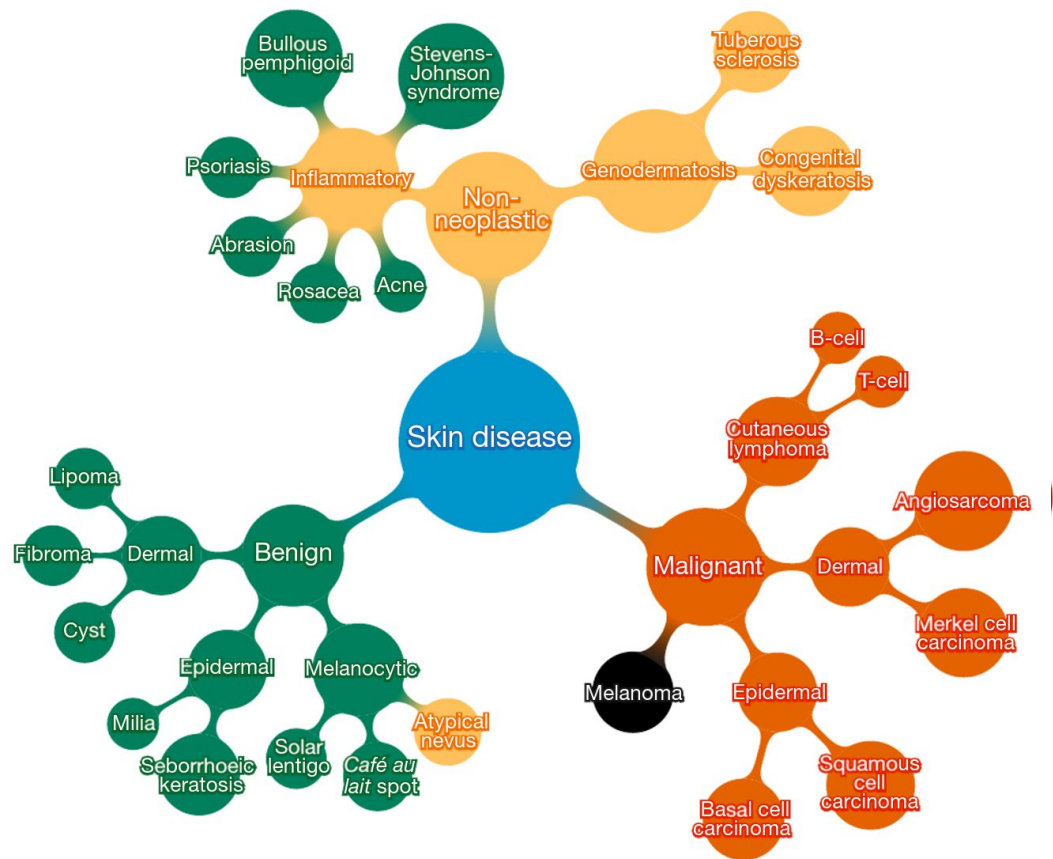 Bullous
pemphigoid
Stevens-
Johnson
syndrome
Psoriasis
Inflammatory
Abrasion
Rosacea
Acne
Non-
neoplastic
Genodermatosis
Tuberous
sclerosis
Congenital
dyskeratosis
Skin disease
B-cell
T-cell
Cutaneous
lymphoma
Malignant
Dermal
Angiosarcoma
Merkel cell
carcinoma
Melanoma
Epidermal
Basal cell
carcinoma
Squamous
cell
carcinoma
Benign
Dermal
Lipoma
Fibroma
Cyst
Epidermal
Milia
Seborrhoeic
keratosis
Melanocytic
Solar
lentigo
Café au
lait spot
Atypical
nevus